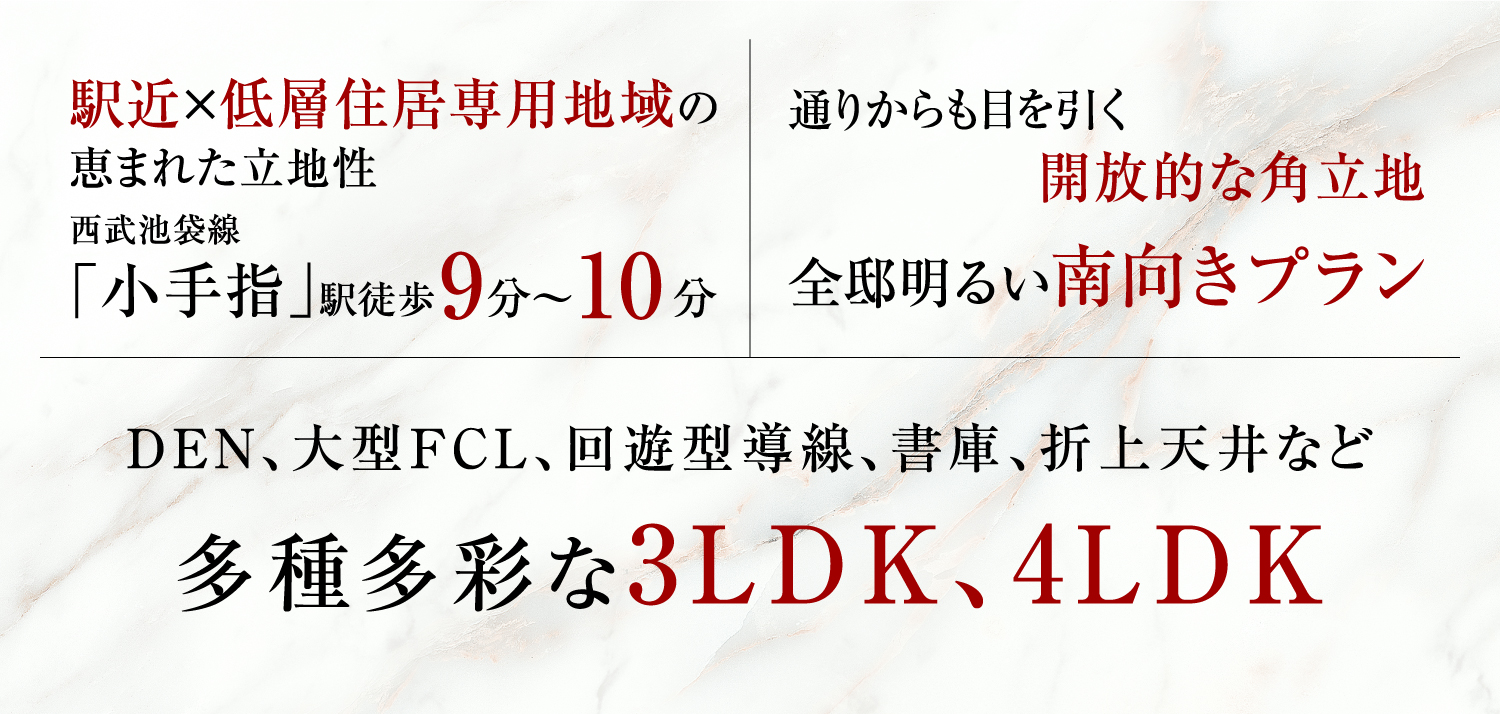 駅近×低層住居専用地域の
恵まれた立地性
西武池袋線
「小手指」駅徒歩9分〜10分
通りからも目を引く
開放的な角立地
全邸明るい南向きプラン
DEN、大型FCL、回遊型導線、書庫、折上天井など
多種多彩な3LDK、4LDK